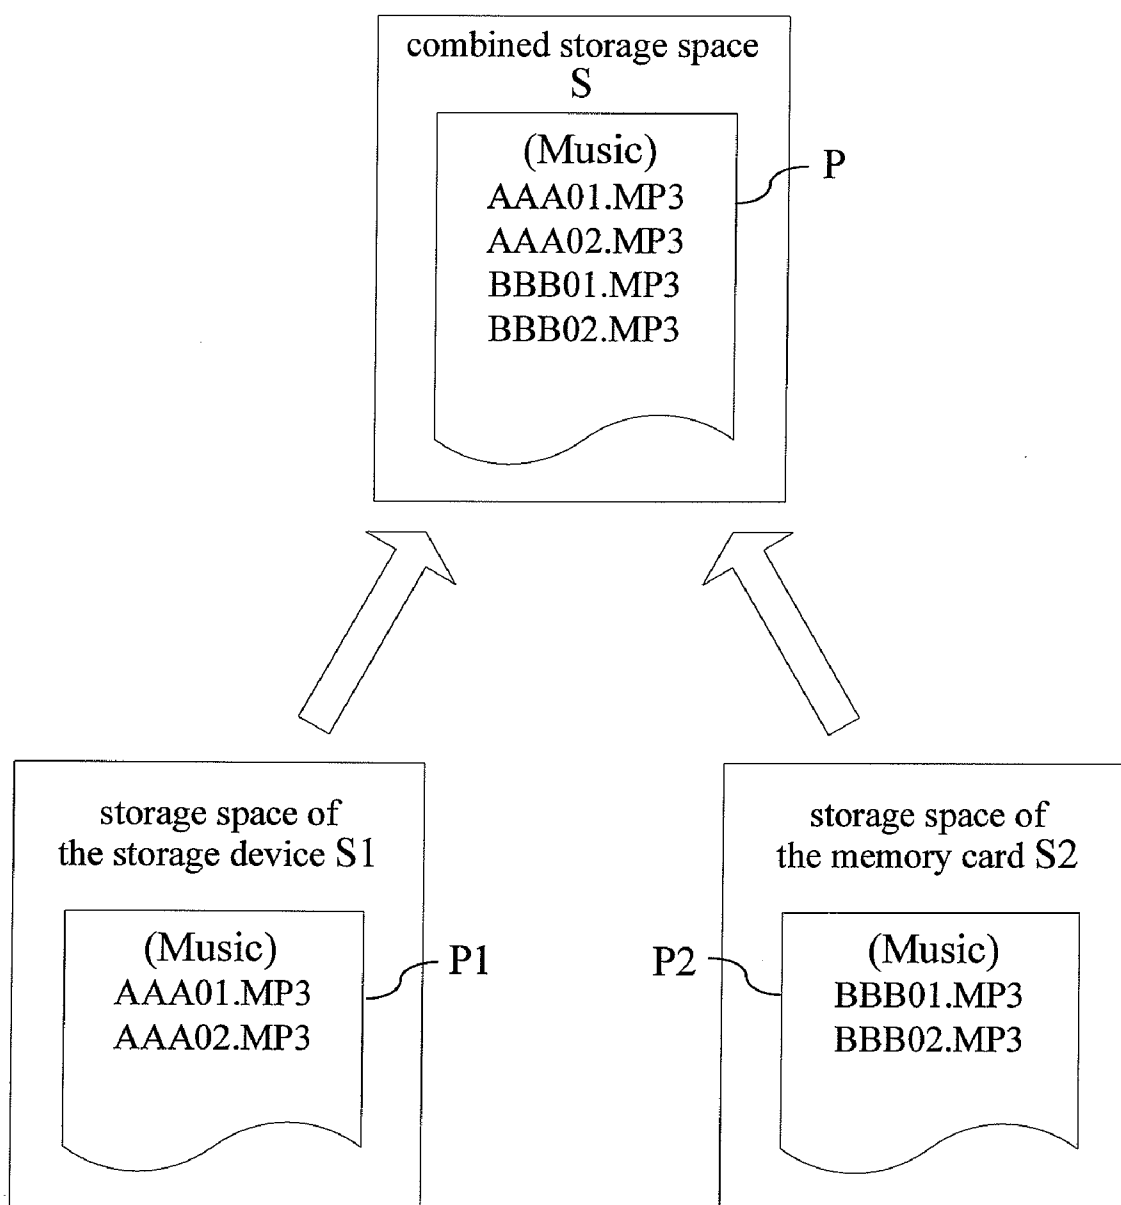 combined storage space
S
(Music)
AAA01.MP3
AAA02.MP3
BBB01.MP3
BBB02.MP3
P
storage space of
the storage device S1
(Music)
AAA01.MP3
AAA02.MP3
P1
storage space of
the memory card S2
P2
(Music)
BBB01.MP3
BBB02.MP3